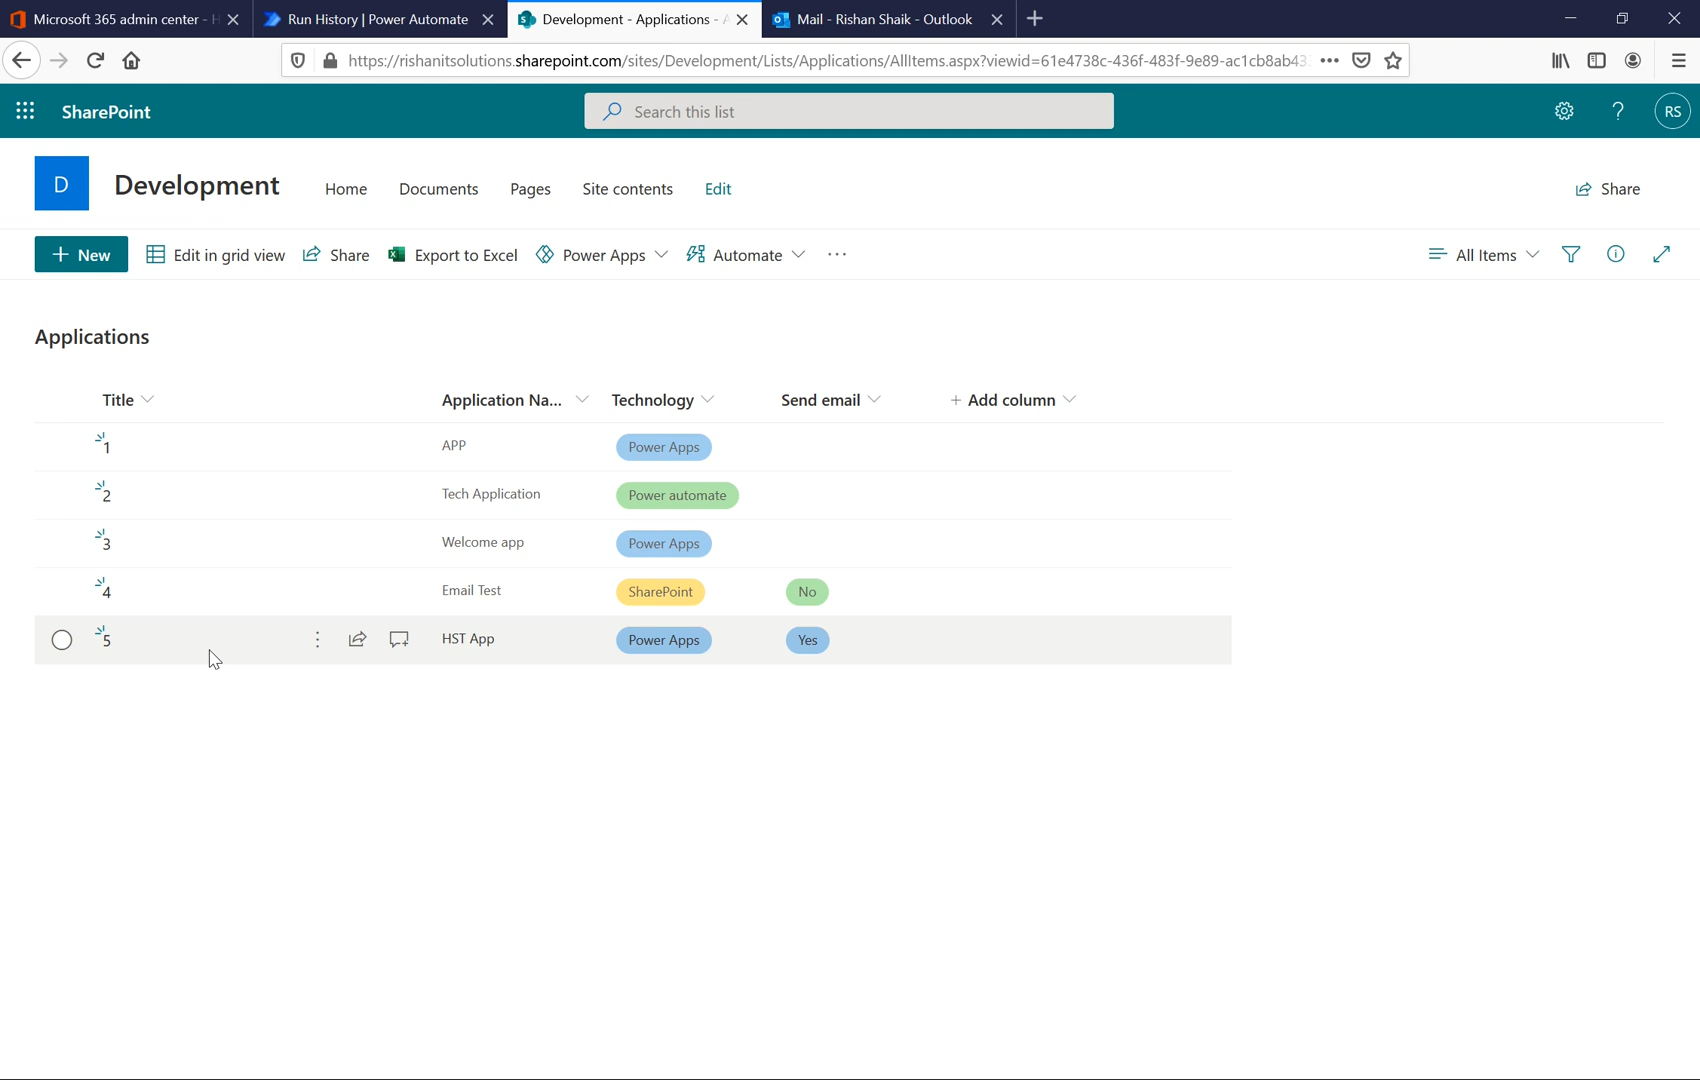 Microsoft 365 admin center - H
Run History | Power Automate
Development - Applications - A
Mail - Rishan Shaik - Outlook
https://rishanitsolutions.sharepoint.com/sites/Development/Lists/Applications/AllItems.aspx?viewid=61e4738c-436f-483f-9e89-ac1cb8ab43
SharePoint
Search this list
RS
D
Development
Home
Documents
Pages
Site contents
Edit
Share
New
Edit in grid view
Share
Export to Excel
Power Apps
Automate
All Items
Applications
Title
Application Na...
Technology
Send email
+ Add column
1 APP Power Apps
2 Tech Application Power automate
3 Welcome app Power Apps
4 Email Test SharePoint No
5 HST App Power Apps Yes